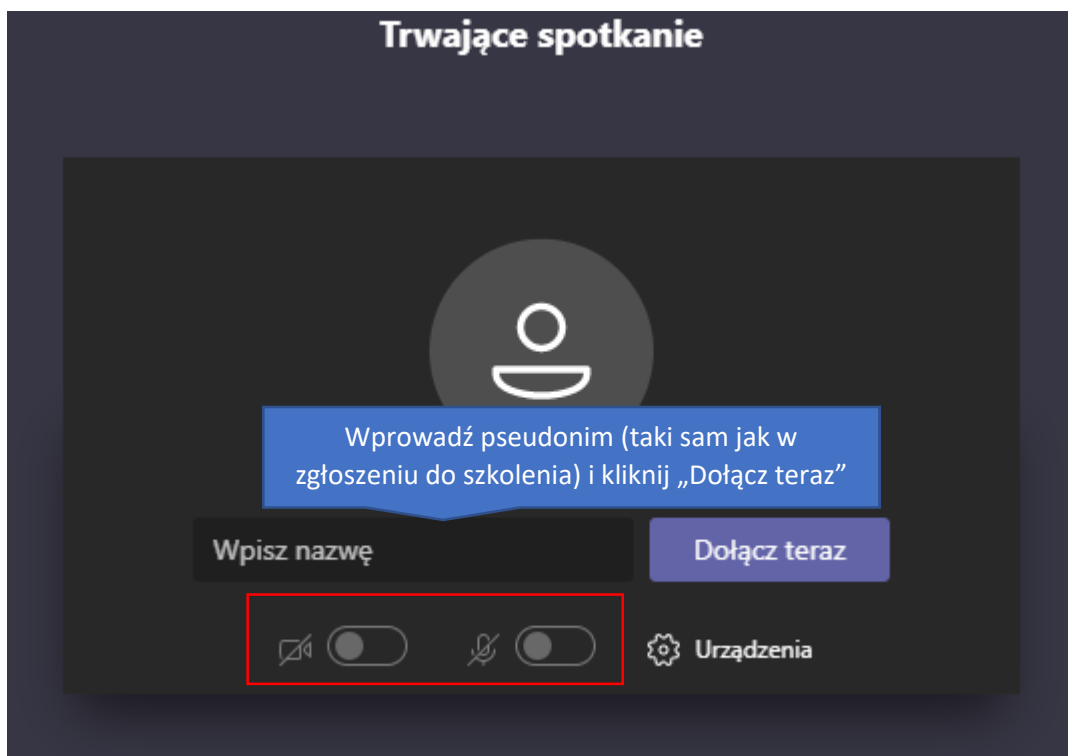 Trwające spotkanie
Wprowadź pseudonim (taki sam jak w
zgłoszeniu do szkolenia) i kliknij „Dołącz teraz”
Wpisz nazwę
Dołącz teraz
Urządzenia